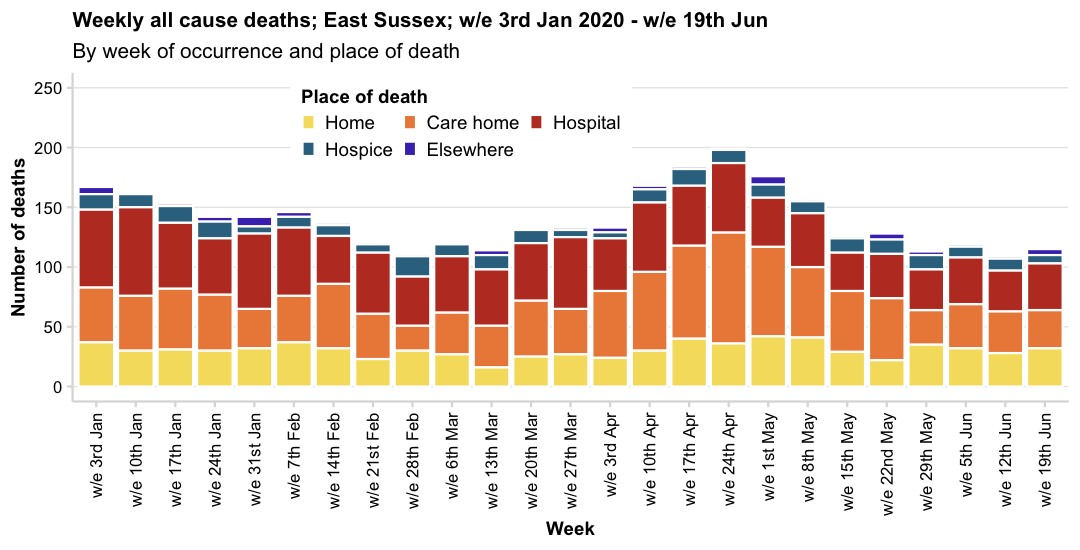 Weekly all cause deaths; East Sussex; w/e 3rd Jan 2020 - w/e 19th Jun
By week of occurrence and place of death
Number of deaths
250
200
150
100
50
0
Place of death
Home Care home Hospital
Hospice Elsewhere
w/e 3rd Jan
w/e 10th Jan
w/e 17th Jan
w/e 24th Jan
w/e 31st Jan
w/e 7th Feb
w/e 14th Feb
w/e 21st Feb
w/e 28th Feb
w/e 6th Mar
w/e 13th Mar
w/e 20th Mar
w/e 27th Mar
w/e 3rd Apr
w/e 10th Apr
w/e 17th Apr
w/e 24th Apr
w/e 1st May
w/e 8th May
w/e 15th May
w/e 22nd May
w/e 29th May
w/e 5th Jun
w/e 12th Jun
w/e 19th Jun
Week